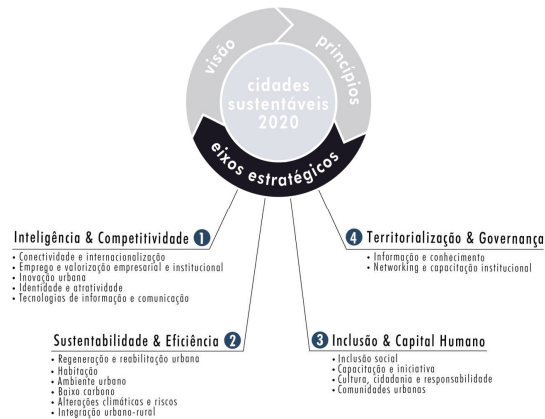 visão
princípios
cidades
sustentáveis
2020
eixos estratégicos
Inteligência & Competitividade 1
• Conectividade e internacionalização
• Emprego e valorização empresarial e institucional
• Inovação urbana
• Identidade e atratividade
• Tecnologias de informação e comunicação
4 Territorialização & Governança
• Informação e conhecimento
• Networking e capacitação institucional
Sustentabilidade & Eficiência 2
• Regeneração e reabilitação urbana
• Habitação
• Ambiente urbano
• Baixo carbono
• Alterações climáticas e riscos
• Integração urbano-rural
3 Inclusão & Capital Humano
• Inclusão social
• Capacitação e iniciativa
• Cultura, cidadania e responsabilidade
• Comunidades urbanas